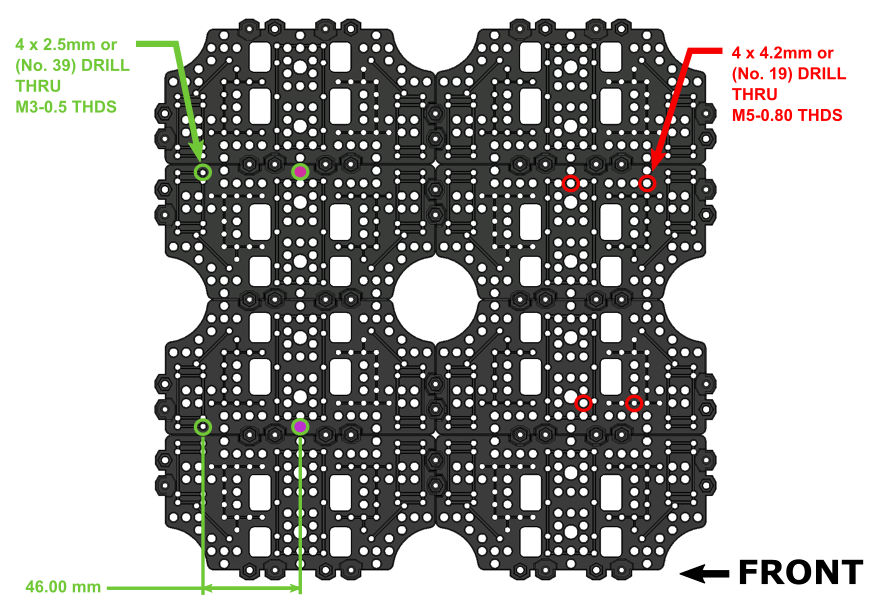 4 x 2.5mm or
(No. 39) DRILL
THRU
M3-0.5 THDS
4 x 4.2mm or
(No. 19) DRILL
THRU
M5-0.80 THDS
46.00 mm
FRONT